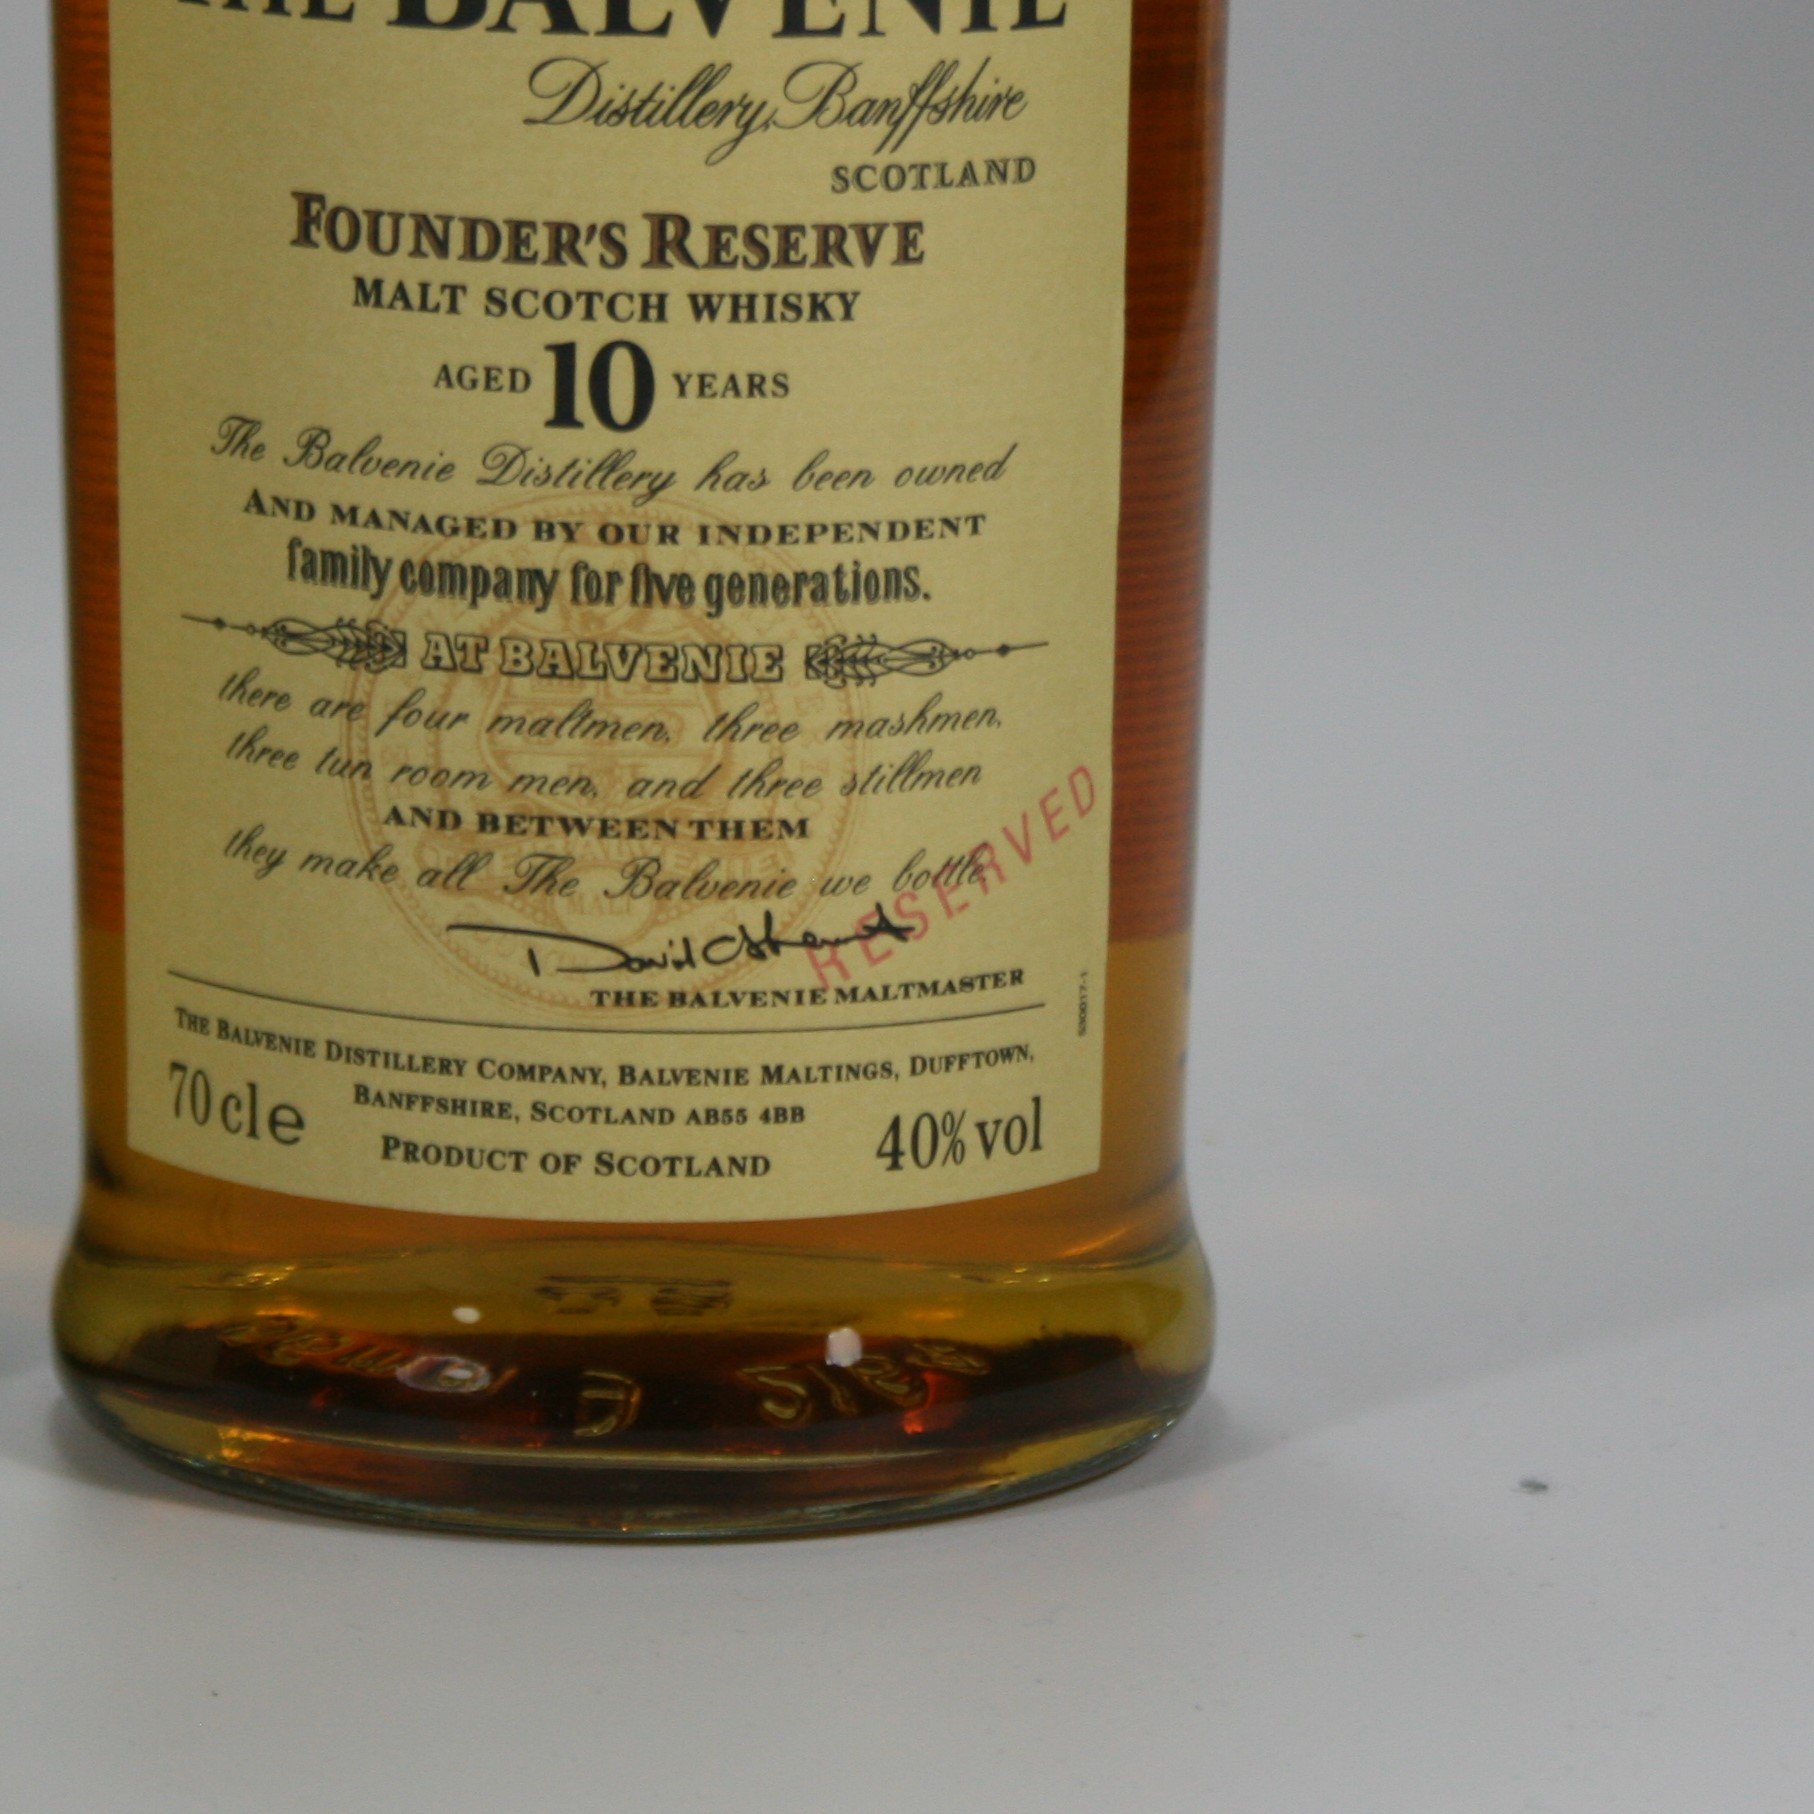 THE BALVENIE
Distillery, Banffshire
SCOTLAND
FOUNDER'S RESERVE
MALT SCOTCH WHISKY
AGED 10 YEARS
The Balvenie Distillery has been owned
AND MANAGED BY OUR INDEPENDENT
family company for five generations.
AT BALVENIE
there are four maltmen, three mashmen,
three tun room men, and three stillmen
AND BETWEEN THEM
they make all The Balvenie we bottle
RESERVED
THE BALVENIE MALTMASTER
THE BALVENIE DISTILLERY COMPANY, BALVENIE MALTINGS, DUFFTOWN,
BANFFSHIRE, SCOTLAND AB55 4BB
70cle
PRODUCT OF SCOTLAND
40%vol